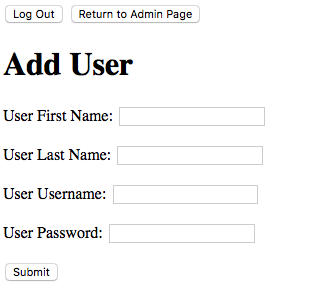 Log Out Return to Admin Page
Add User
User First Name:
User Last Name:
User Username:
User Password:
Submit